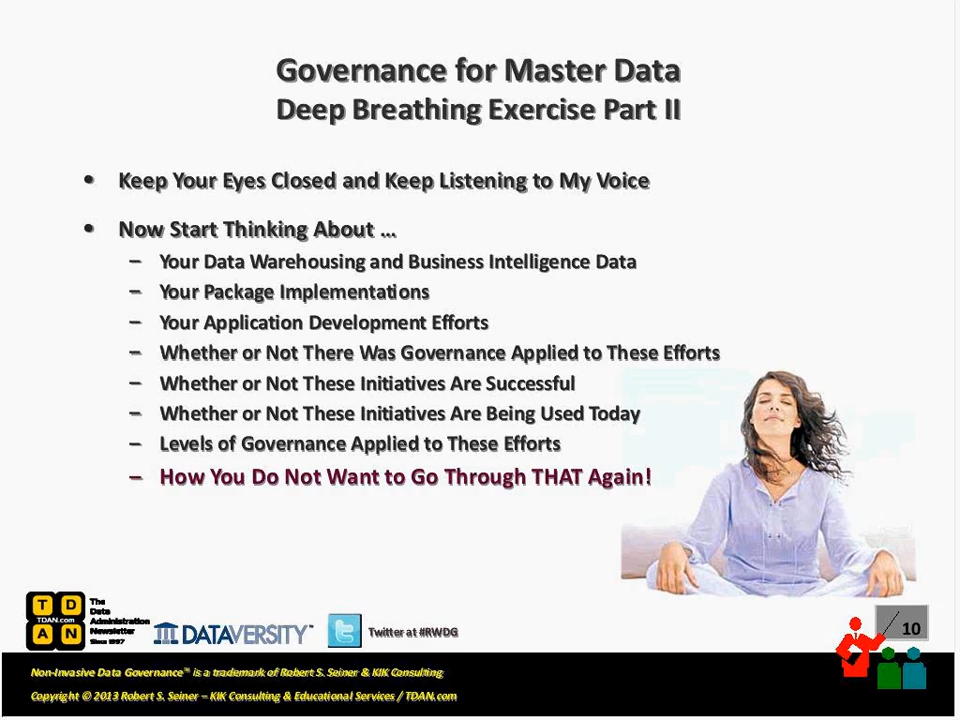 Governance for Master Data
Deep Breathing Exercise Part II
• Keep Your Eyes Closed and Keep Listening to My Voice
• Now Start Thinking About …
– Your Data Warehousing and Business Intelligence Data
– Your Package Implementations
– Your Application Development Efforts
– Whether or Not There Was Governance Applied to These Efforts
– Whether or Not These Initiatives Are Successful
– Whether or Not These Initiatives Are Being Used Today
– Levels of Governance Applied to These Efforts
– How You Do Not Want to Go Through THAT Again!
T D
TDAN.com
A N
The
Data
Administration
Newsletter
Since 1997
DATAVERSITY™
Twitter at #RWDG
10
Non-Invasive Data Governance™ is a trademark of Robert S. Seiner & KIK Consulting
Copyright © 2013 Robert S. Seiner – KIK Consulting & Educational Services / TDAN.com